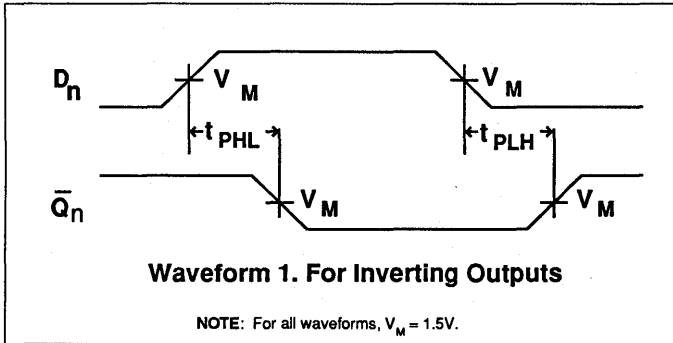 Dn
VM
VM
tPHL
tPLH
Q̅n
VM
VM
Waveform 1. For Inverting Outputs
NOTE: For all waveforms, VM = 1.5V.